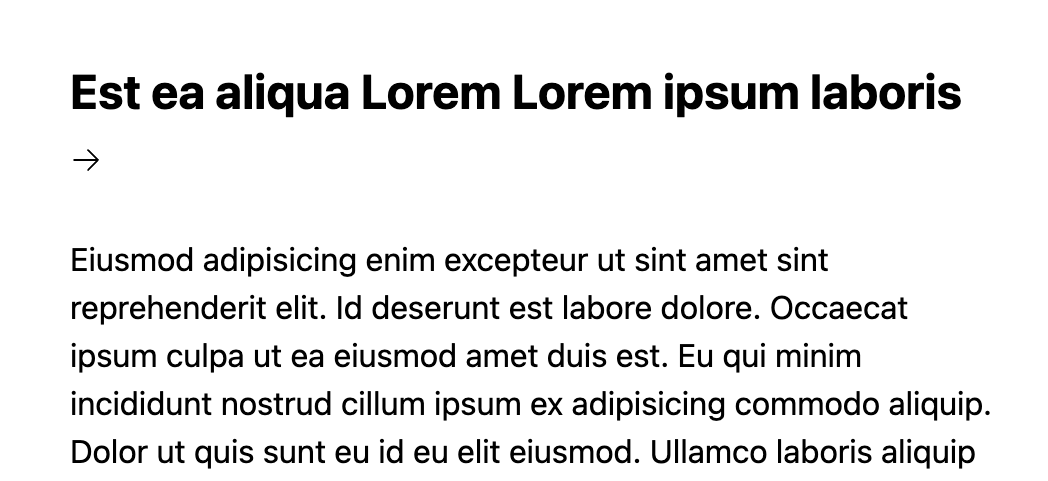 Est ea aliqua Lorem Lorem ipsum laboris
→
Eiusmod adipisicing enim excepteur ut sint amet sint
reprehenderit elit. Id deserunt est labore dolore. Occaecat
ipsum culpa ut ea eiusmod amet duis est. Eu qui minim
incididunt nostrud cillum ipsum ex adipisicing commodo aliquip.
Dolor ut quis sunt eu id eu elit eiusmod. Ullamco laboris aliquip